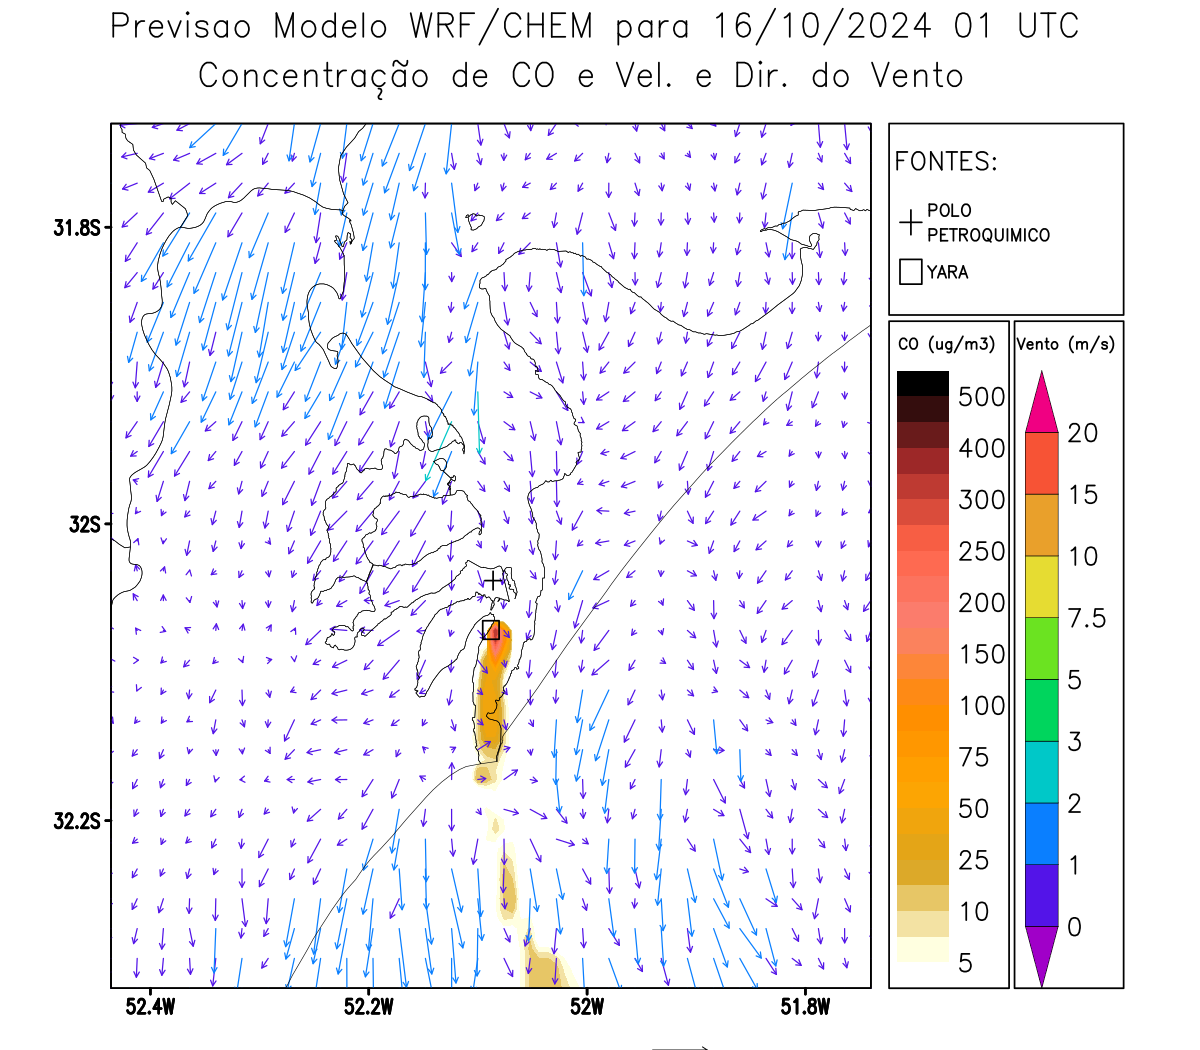 Previsao Modelo WRF/CHEM para 16/10/2024 01 UTC
Concentração de CO e Vel. e Dir. do Vento
FONTES:
POLO
PETROQUIMICO
YARA
CO (ug/m3)
500
400
300
250
200
150
100
75
50
25
10
5
Vento (m/s)
20
15
10
7.5
5
3
2
1
0
31.8S
32S
32.2S
52.4W 52.2W 52W 51.8W